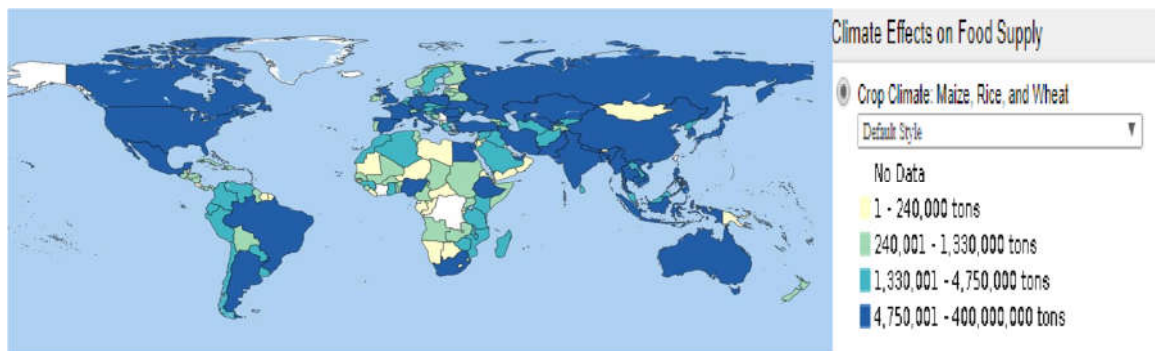 Climate Effects on Food Supply
Crop Climate: Maize, Rice, and Wheat
Default Style
No Data
1 - 240,000 tons
240,001 - 1,330,000 tons
1,330,001 - 4,750,000 tons
4,750,001 - 400,000,000 tons